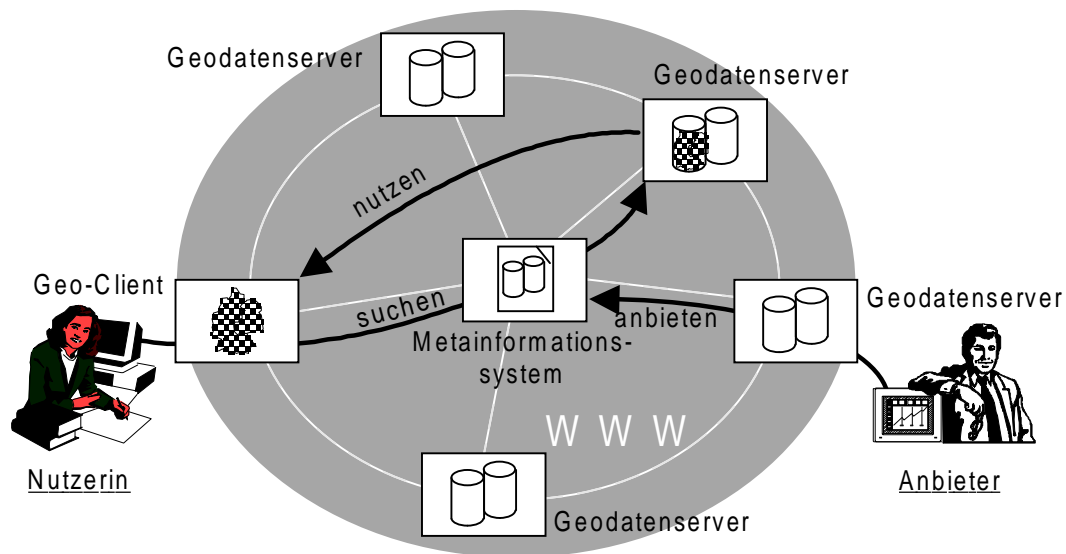 Geodatenserver
Geodatenserver
nutzen
Geo-Client
suchen
anbieten
Geodatenserver
Metainformations-
system
W W W
Nutzerin
Anbieter
Geodatenserver